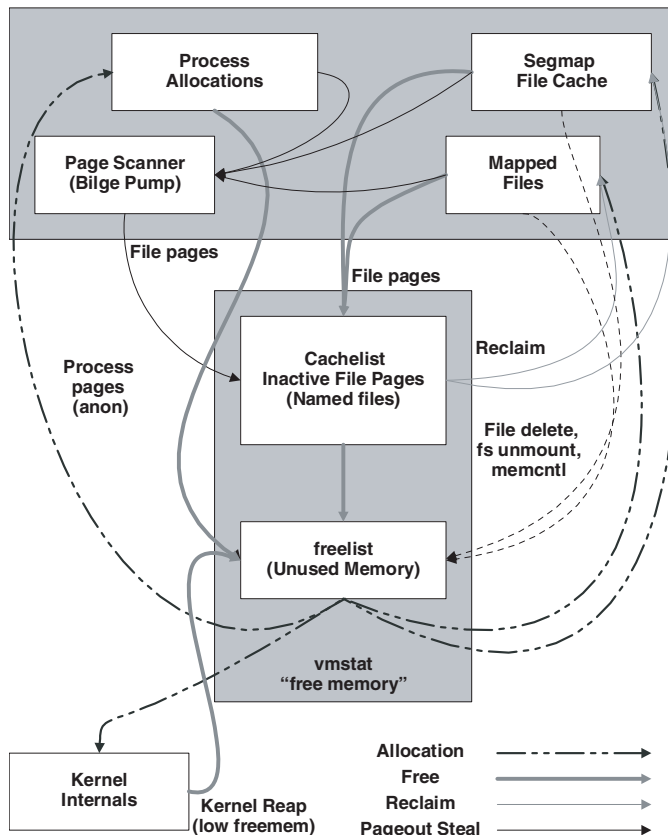 Process
Allocations
Segmap
File Cache
Page Scanner
(Bilge Pump)
Mapped
Files
File pages
File pages
Cachelist
Inactive File Pages
(Named files)
Reclaim
Process
pages
(anon)
File delete,
fs unmount,
memcntl
freelist
(Unused Memory)
vmstat
“free memory”
Kernel
Internals
Kernel Reap
(low freemem)
Allocation
Free
Reclaim
Pageout Steal